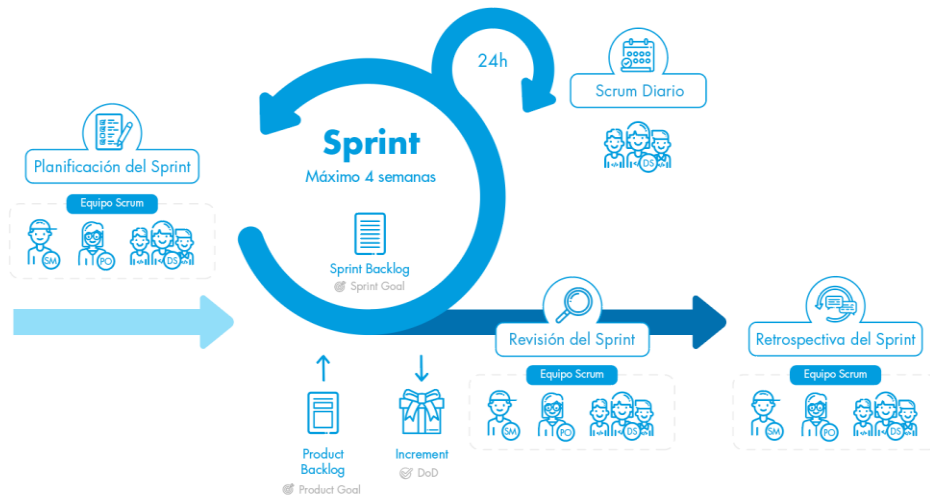 24h
Scrum Diario
DS
Sprint
Máximo 4 semanas
Planificación del Sprint
Equipo Scrum
SM
PO
DS
Sprint Backlog
Sprint Goal
Revisión del Sprint
Equipo Scrum
SM
PO
DS
Retrospectiva del Sprint
Equipo Scrum
SM
PO
DS
Product
Backlog
Product Goal
Increment
DoD